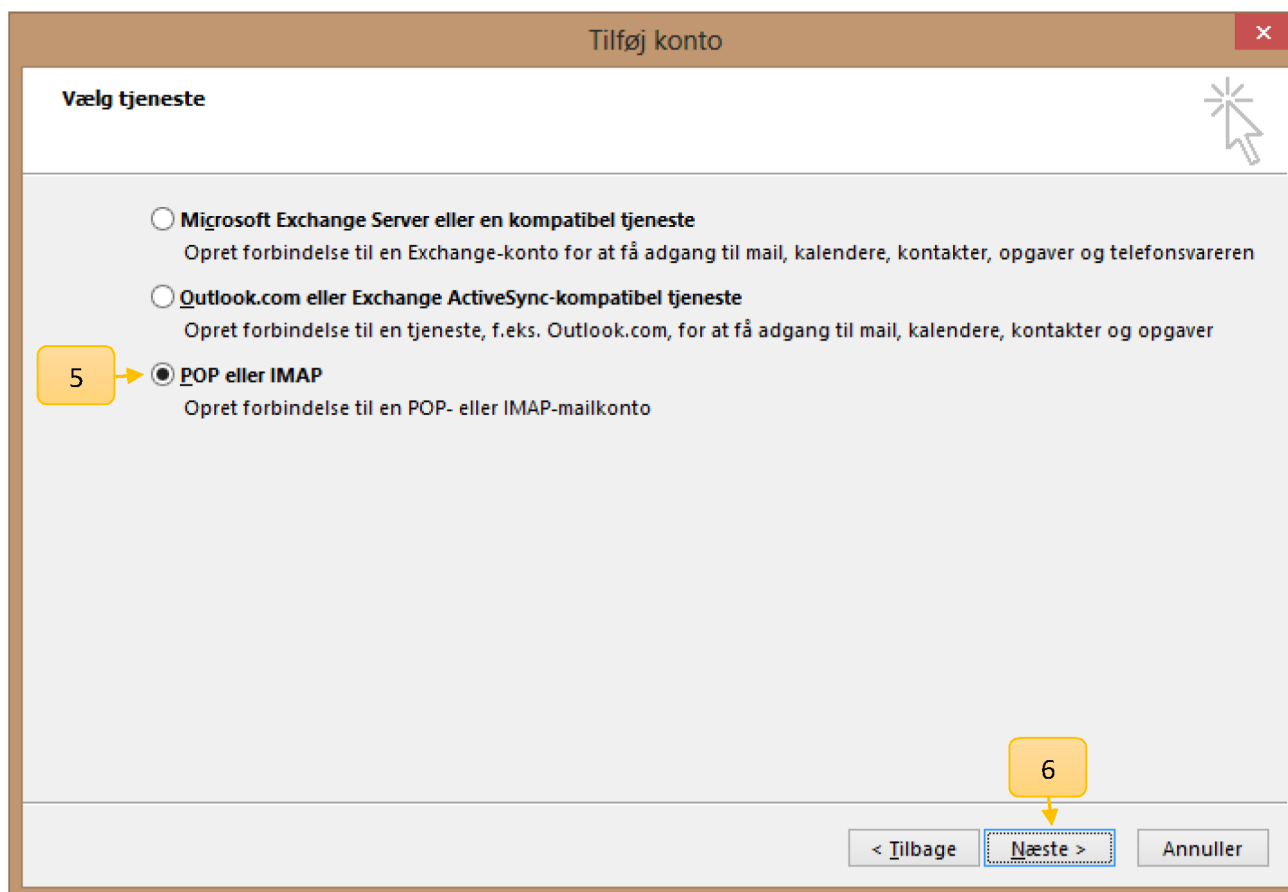 Tilføj konto
Vælg tjeneste
Microsoft Exchange Server eller en kompatibel tjeneste
Opret forbindelse til en Exchange-konto for at få adgang til mail, kalendere, kontakter, opgaver og telefonsvareren
Outlook.com eller Exchange ActiveSync-kompatibel tjeneste
Opret forbindelse til en tjeneste, f.eks. Outlook.com, for at få adgang til mail, kalendere, kontakter og opgaver
5 POP eller IMAP
Opret forbindelse til en POP- eller IMAP-mailkonto
6
< Tilbage Næste > Annuller